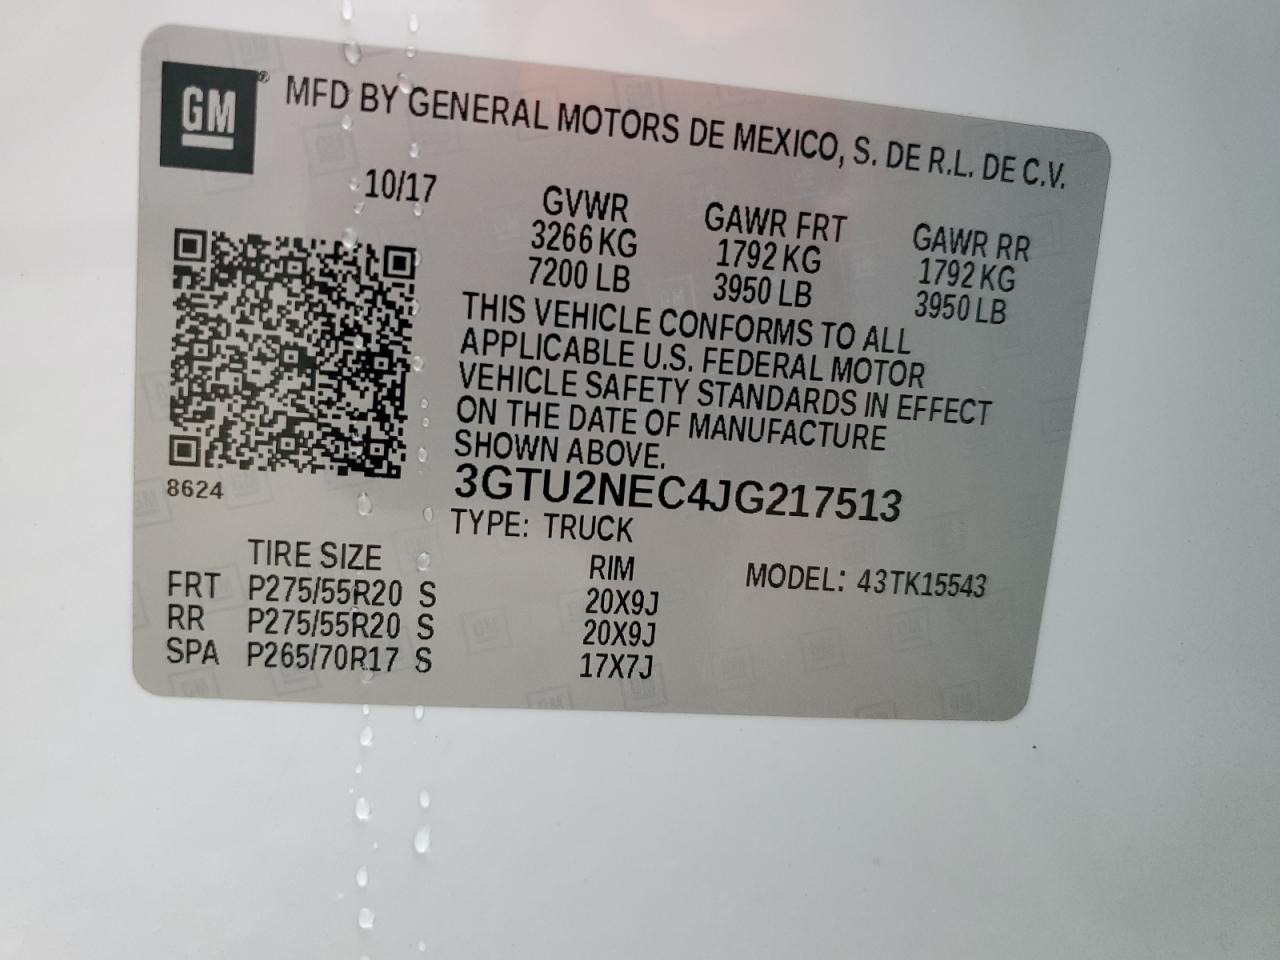 GM® MFD BY GENERAL MOTORS DE MEXICO, S. DE R.L. DE C.V.
10/17
GVWR GAWR FRT GAWR RR
3266 KG 1792 KG 1792 KG
7200 LB 3950 LB 3950 LB
THIS VEHICLE CONFORMS TO ALL
APPLICABLE U.S. FEDERAL MOTOR
VEHICLE SAFETY STANDARDS IN EFFECT
ON THE DATE OF MANUFACTURE
SHOWN ABOVE.
8624
3GTU2NEC4JG217513
TYPE: TRUCK
TIRE SIZE RIM MODEL: 43TK15543
FRT P275/55R20 S 20X9J
RR P275/55R20 S 20X9J
SPA P265/70R17 S 17X7J